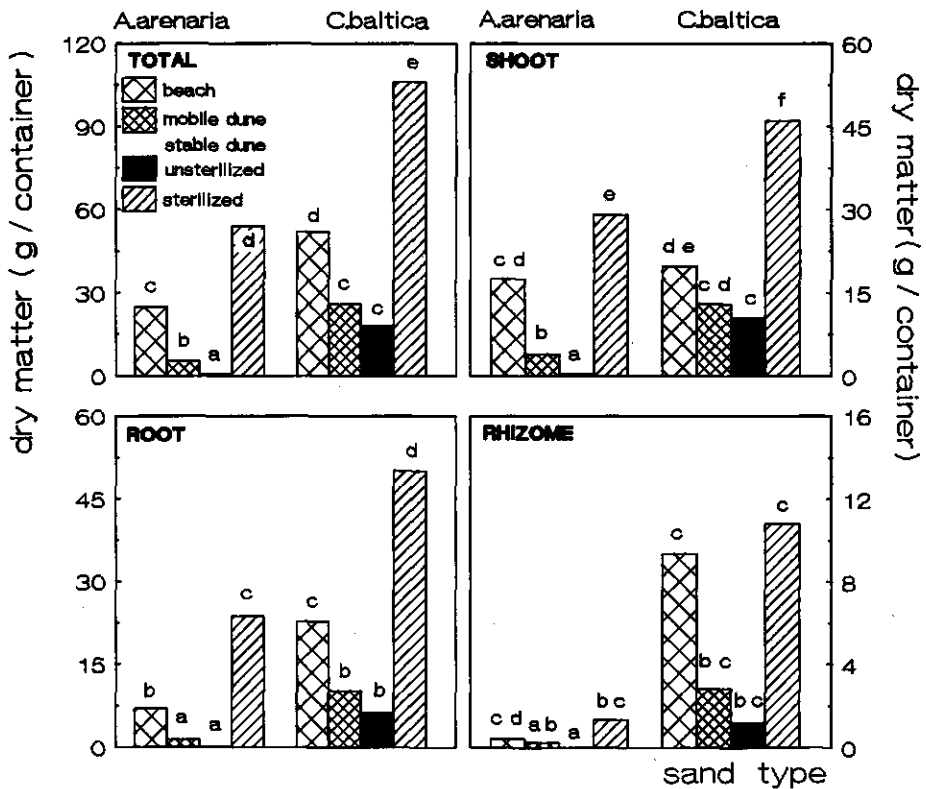 A.arenaria C.baltica A.arenaria C.baltica
dry matter (g / container)
120
90
60
30
0
TOTAL
beach
mobile dune
stable dune
unsterilized
sterilized
c b a d d c c e
SHOOT
c d b a e d e c d c f
60
45
30
15
0
dry matter(g / container)
60
45
30
15
0
ROOT
b a a c c b b d
RHIZOME
c d a b a b c c b c b c c
16
12
8
4
0
sand type